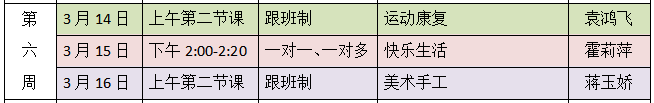 第六周
3月14日 上午第二节课 跟班制 运动康复 袁鸿飞
3月15日 下午2:00-2:20 一对一、一对多 快乐生活 霍莉萍
3月16日 上午第二节课 跟班制 美术手工 蒋玉娇